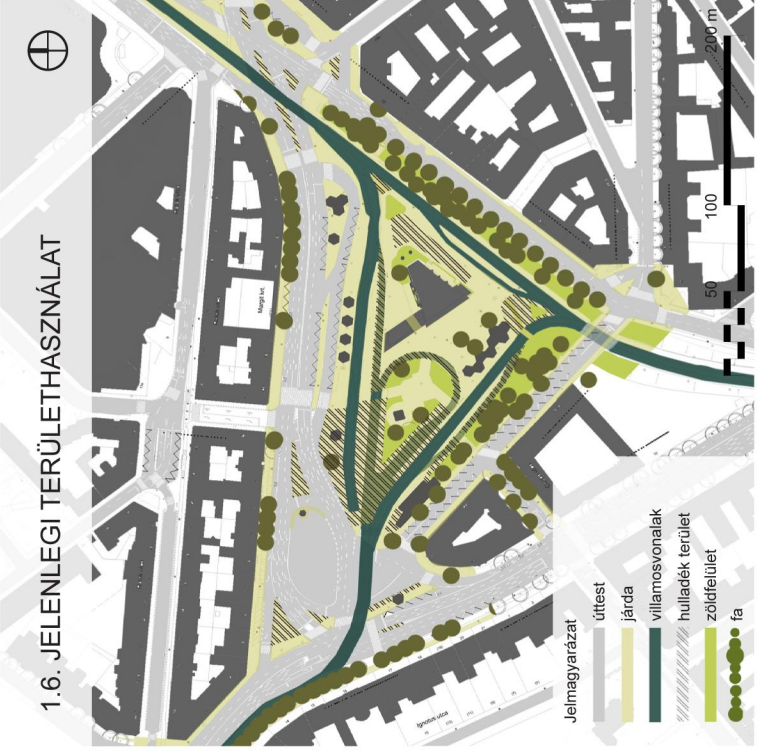 1.6. JELENLEGI TERÜLETHASZNÁLAT
Margit krt.
Ignotus utca
Jelmagyarázat
úttest
járda
villamosvonalak
hulladék terület
zöldfelület
fa
50
100
200 m